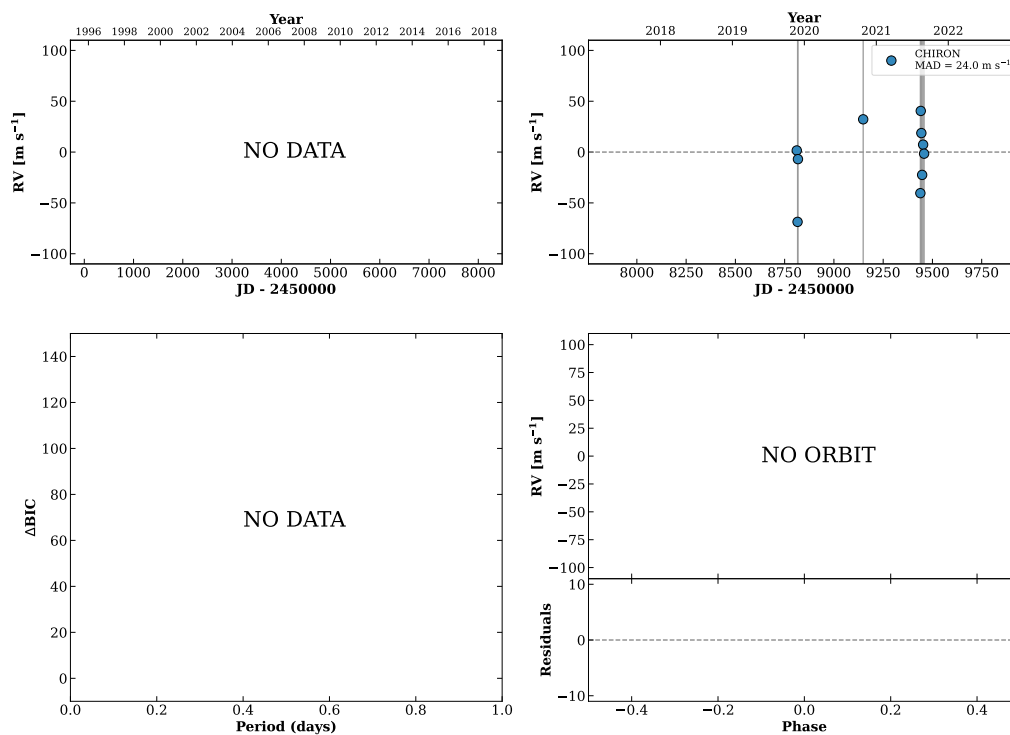 Year
1996 1998 2000 2002 2004 2006 2008 2010 2012 2014 2016 2018
100
50
0
−50
−100
RV [m s⁻¹]
NO DATA
0 1000 2000 3000 4000 5000 6000 7000 8000
JD - 2450000
Year
2018 2019 2020 2021 2022
CHIRON
MAD = 24.0 m s⁻¹
100
50
0
−50
−100
RV [m s⁻¹]
8000 8250 8500 8750 9000 9250 9500 9750
JD - 2450000
140
120
100
80
60
40
20
0
ΔBIC
NO DATA
0.0 0.2 0.4 0.6 0.8 1.0
Period (days)
100
75
50
25
0
−25
−50
−75
−100
RV [m s⁻¹]
NO ORBIT
10
0
−10
Residuals
−0.4 −0.2 0.0 0.2 0.4
Phase